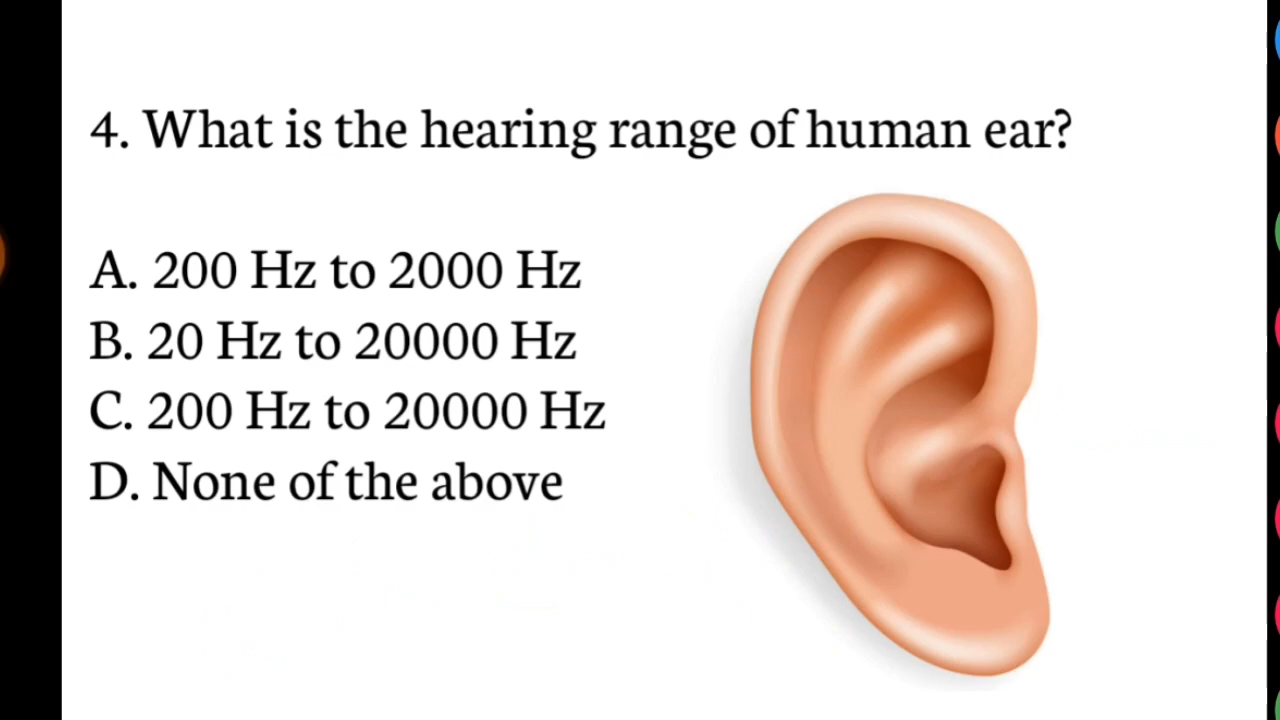 4. What is the hearing range of human ear?
A. 200 Hz to 2000 Hz
B. 20 Hz to 20000 Hz
C. 200 Hz to 20000 Hz
D. None of the above